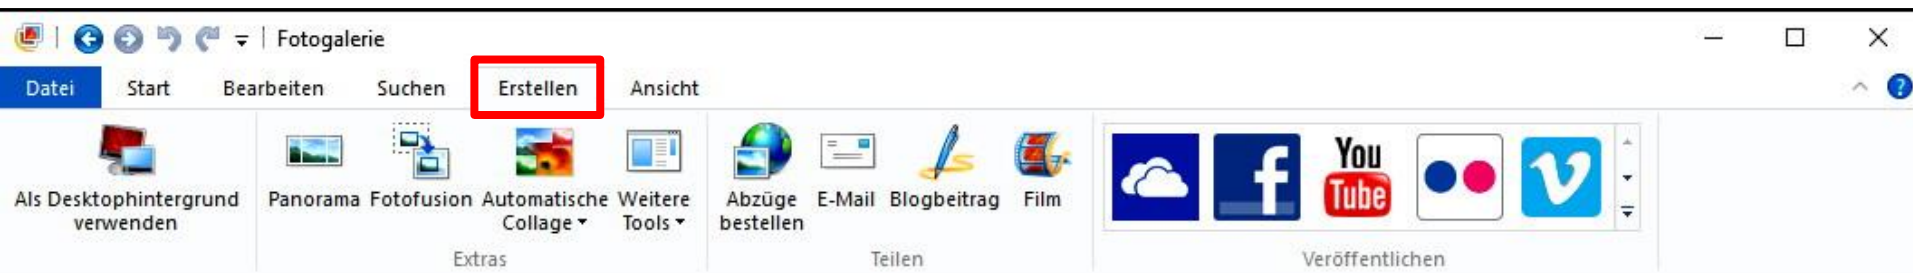 Fotogalerie
Datei Start Bearbeiten Suchen Erstellen Ansicht
Als Desktophintergrund
verwenden
Panorama
Fotofusion
Automatische
Collage
Weitere
Tools
Extras
Abzüge
bestellen
E-Mail
Blogbeitrag
Film
Teilen
f
You
Tube
v
Veröffentlichen
?